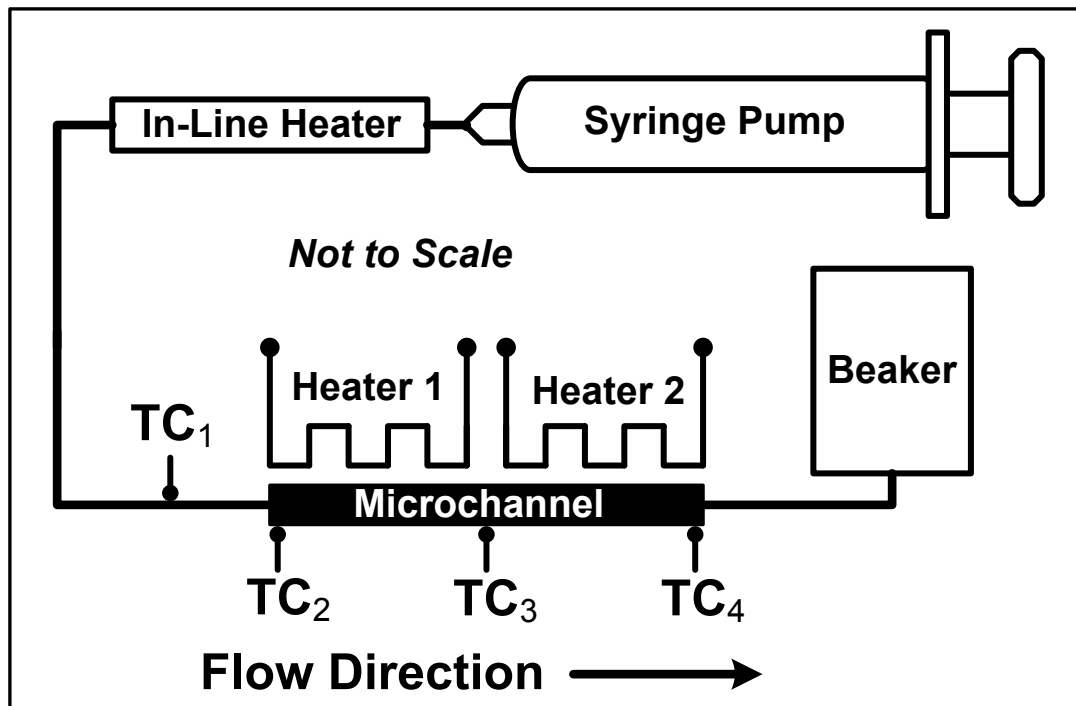 In-Line Heater
Syringe Pump
Not to Scale
Heater 1
Heater 2
Beaker
TC₁
Microchannel
TC₂
TC₃
TC₄
Flow Direction